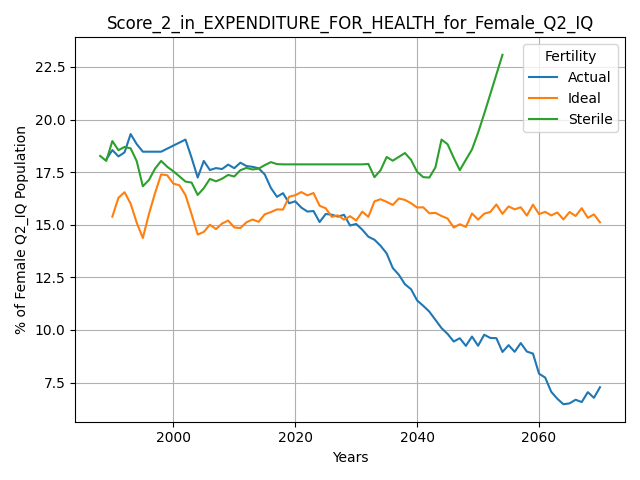 Score_2_in_EXPENDITURE_FOR_HEALTH_for_Female_Q2_IQ
% of Female Q2_IQ Population
22.5
20.0
17.5
15.0
12.5
10.0
7.5
Fertility
Actual
Ideal
Sterile
2000
2020
2040
2060
Years